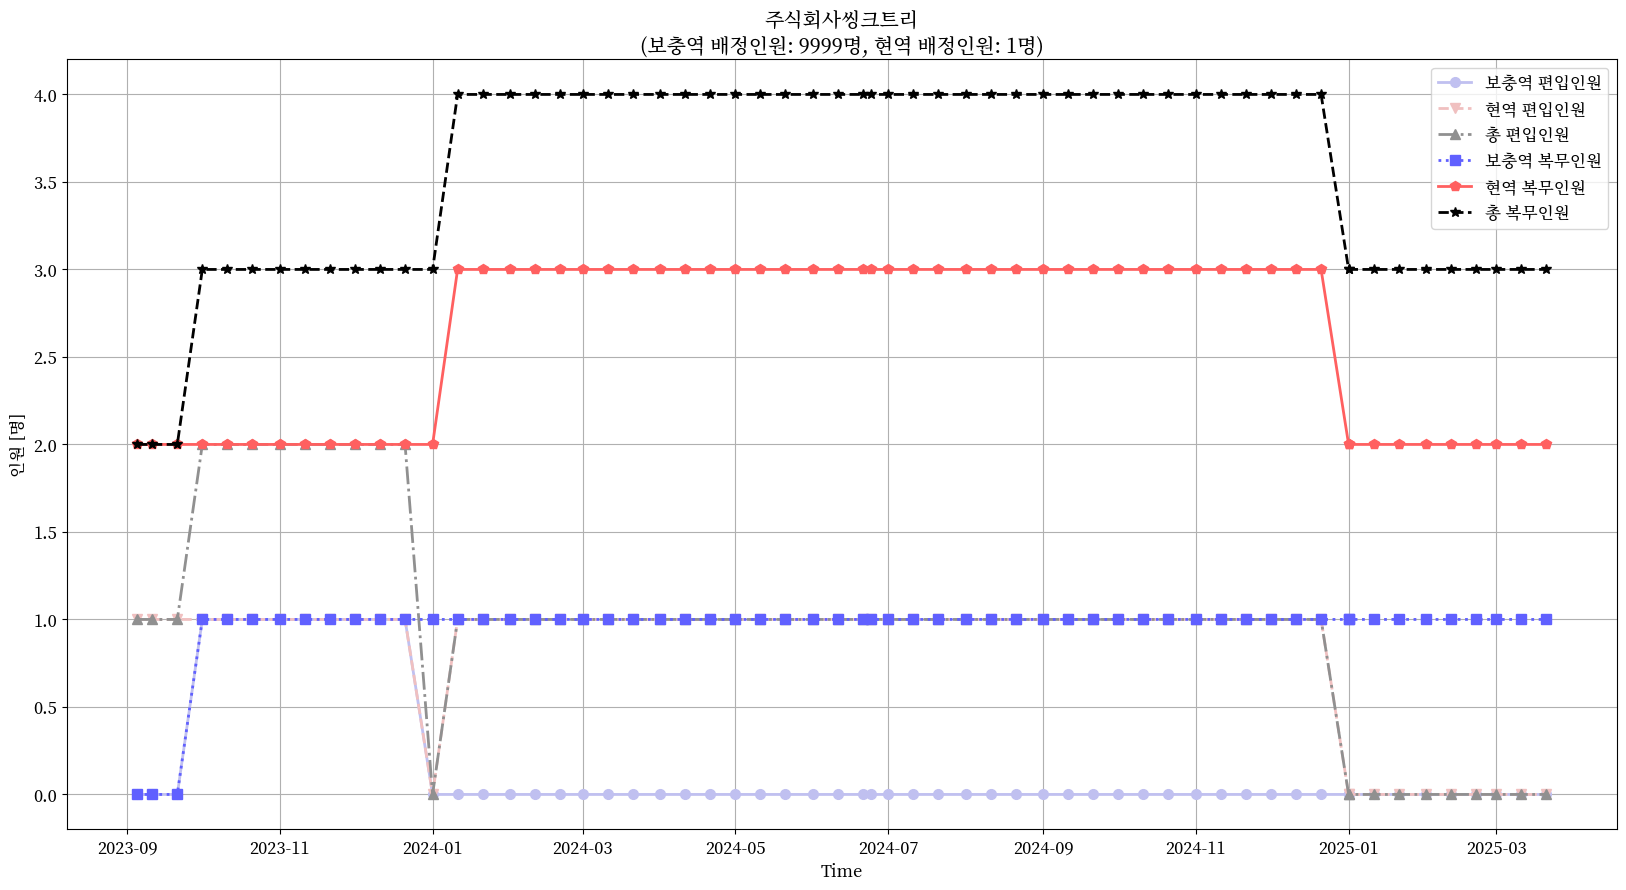 주식회사씽크트리
(보충역 배정인원: 9999명, 현역 배정인원: 1명)
보충역 편입인원
현역 편입인원
총 편입인원
보충역 복무인원
현역 복무인원
총 복무인원
인원 [명]
4.0
3.5
3.0
2.5
2.0
1.5
1.0
0.5
0.0
2023-09 2023-11 2024-01 2024-03 2024-05 2024-07 2024-09 2024-11 2025-01 2025-03
Time